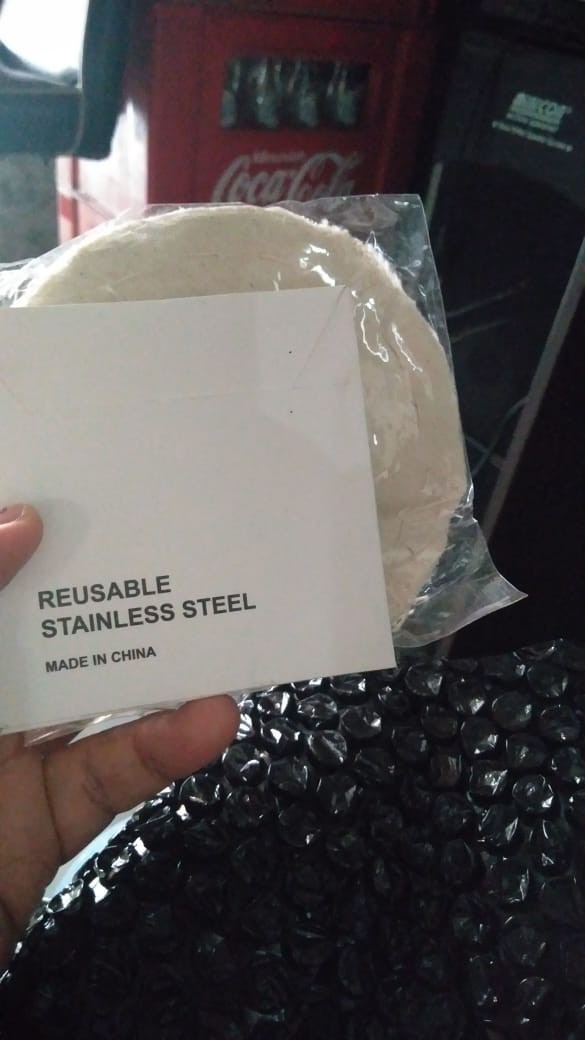 Coca-Cola
REUSABLE
STAINLESS STEEL
MADE IN CHINA